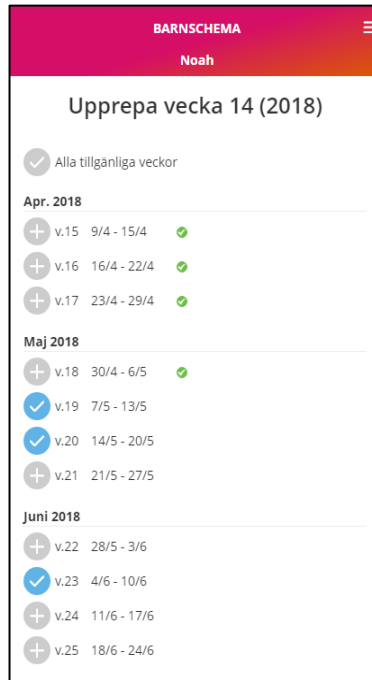 BARNSCHEMA
Noah
Upprepa vecka 14 (2018)
Alla tillgänliga veckor
Apr. 2018
v.15 9/4 - 15/4
v.16 16/4 - 22/4
v.17 23/4 - 29/4
Maj 2018
v.18 30/4 - 6/5
v.19 7/5 - 13/5
v.20 14/5 - 20/5
v.21 21/5 - 27/5
Juni 2018
v.22 28/5 - 3/6
v.23 4/6 - 10/6
v.24 11/6 - 17/6
v.25 18/6 - 24/6